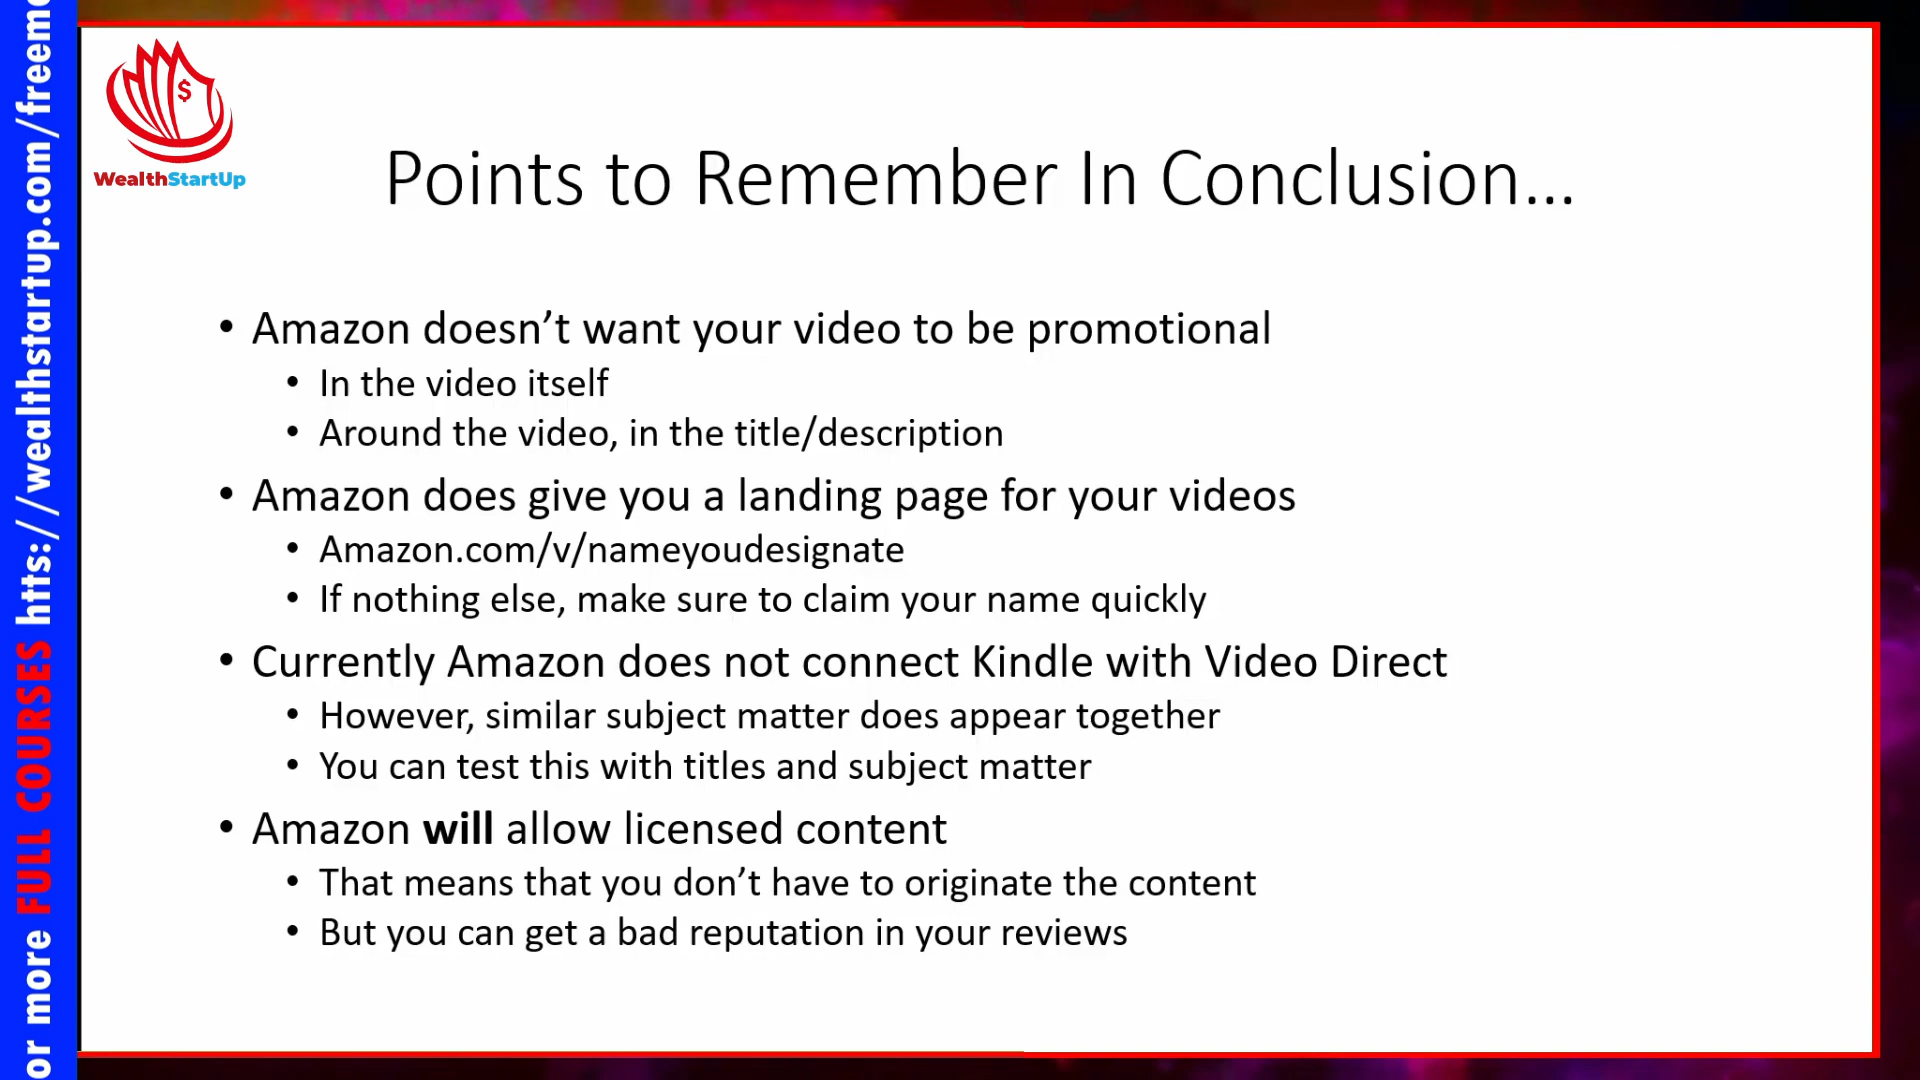 or more FULL COURSES htts://wealthstartup.com/freem
$
WealthStartUp
Points to Remember In Conclusion...
• Amazon doesn’t want your video to be promotional
• In the video itself
• Around the video, in the title/description
• Amazon does give you a landing page for your videos
• Amazon.com/v/nameyoudesignate
• If nothing else, make sure to claim your name quickly
• Currently Amazon does not connect Kindle with Video Direct
• However, similar subject matter does appear together
• You can test this with titles and subject matter
• Amazon will allow licensed content
• That means that you don’t have to originate the content
• But you can get a bad reputation in your reviews